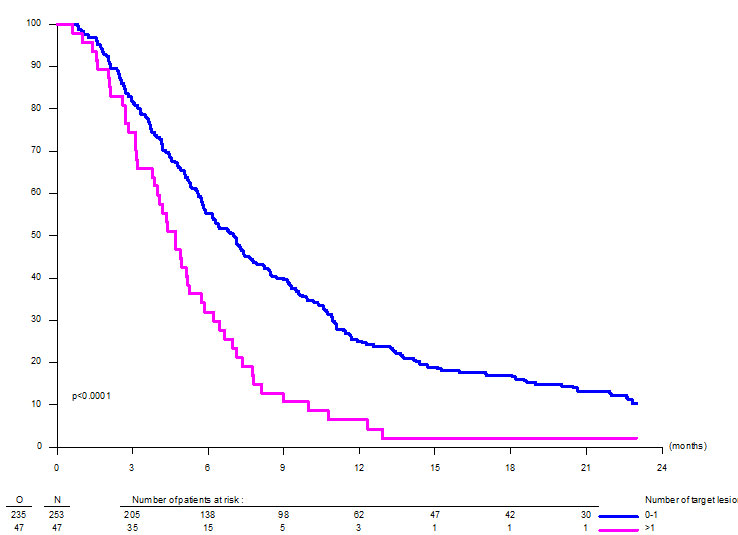 100
90
80
70
60
50
40
30
20
10
0
p<0.0001
(months)
0 3 6 9 12 15 18 21 24
O N Number of patients at risk : Number of target lesio
235 253 205 138 98 62 47 42 30 0-1
47 47 35 15 5 3 1 1 1 >1